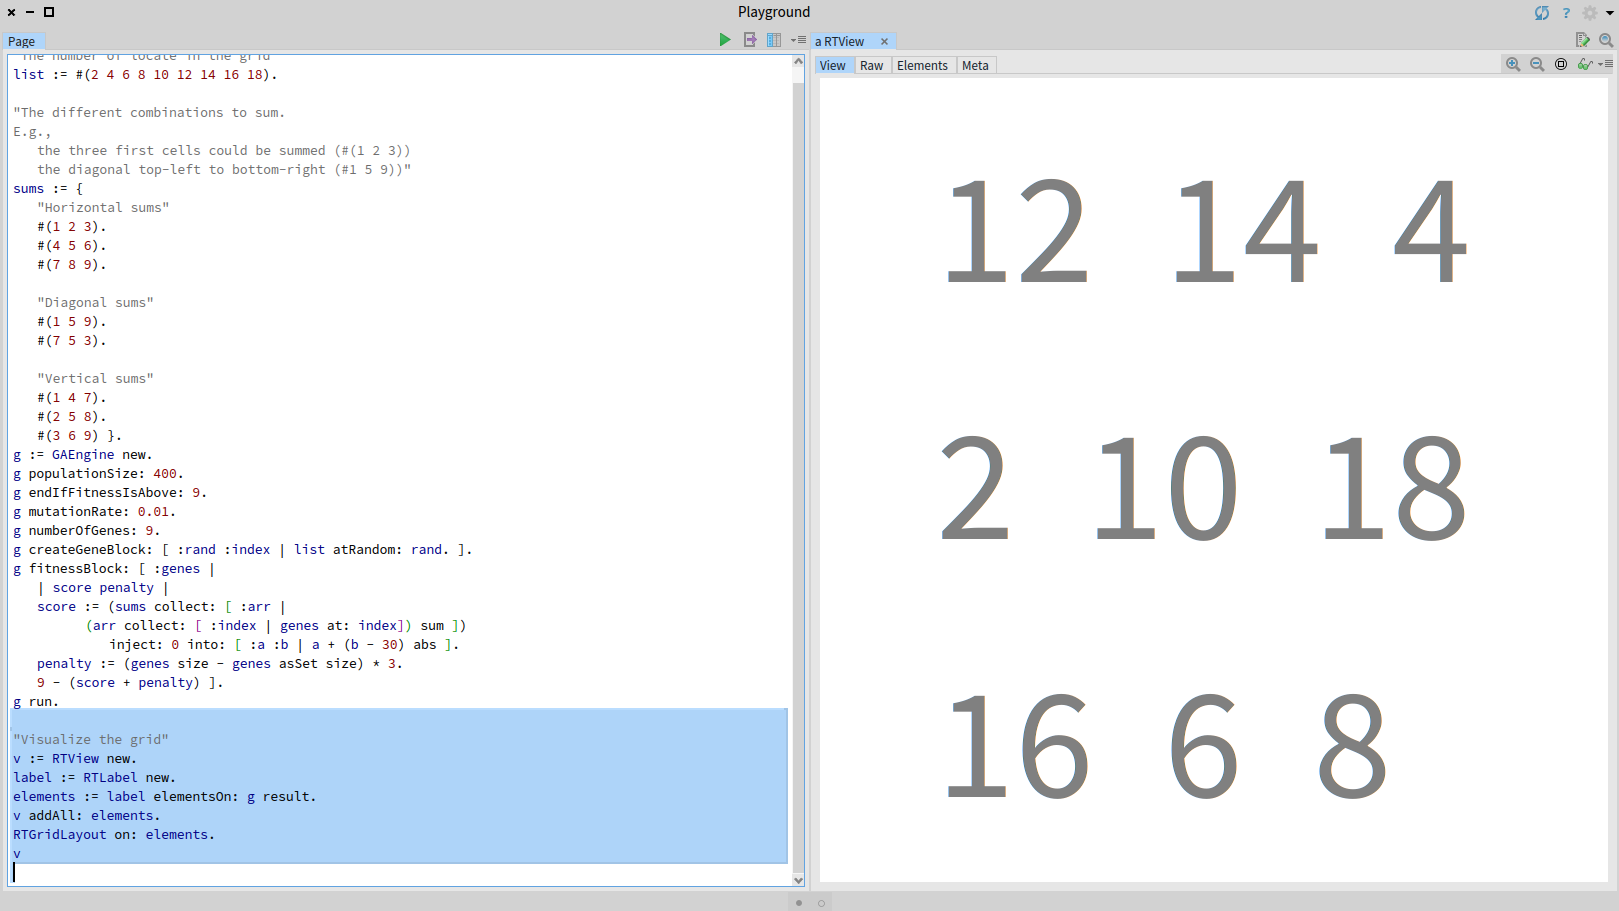 Playground
Page
"The number of locate in the grid
list := #(2 4 6 8 10 12 14 16 18).
"The different combinations to sum.
E.g.,
the three first cells could be summed (#(1 2 3))
the diagonal top-left to bottom-right (#1 5 9))"
sums := {
"Horizontal sums"
#(1 2 3).
#(4 5 6).
#(7 8 9).
"Diagonal sums"
#(1 5 9).
#(7 5 3).
"Vertical sums"
#(1 4 7).
#(2 5 8).
#(3 6 9) }.
g := GAEngine new.
g populationSize: 400.
g endIfFitnessIsAbove: 9.
g mutationRate: 0.01.
g numberOfGenes: 9.
g createGeneBlock: [ :rand :index | list atRandom: rand. ].
g fitnessBlock: [ :genes |
| score penalty |
score := (sums collect: [ :arr |
(arr collect: [ :index | genes at: index]) sum ])
inject: 0 into: [ :a :b | a + (b - 30) abs ].
penalty := (genes size - genes asSet size) * 3.
9 - (score + penalty) ].
g run.
"Visualize the grid"
v := RTView new.
label := RTLabel new.
elements := label elementsOn: g result.
v addAll: elements.
RTGridLayout on: elements.
v
a RTView
View Raw Elements Meta
12 14 4
2 10 18
16 6 8